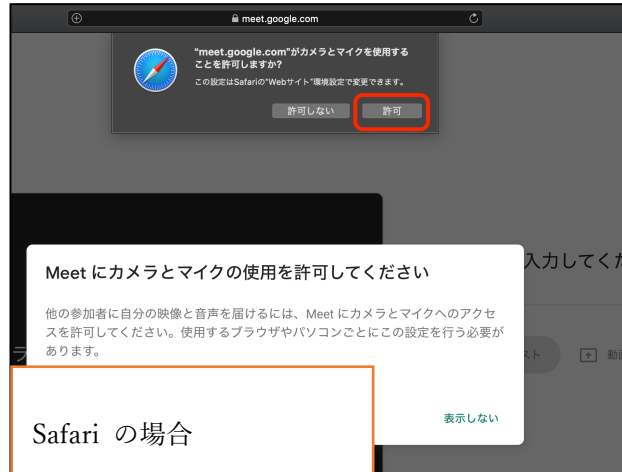 meet.google.com
"meet.google.com"がカメラとマイクを使用する
ことを許可しますか?
この設定はSafariの"Webサイト"環境設定で変更できます。
許可しない
許可
入力してくだ
Meet にカメラとマイクの使用を許可してください
他の参加者に自分の映像と音声を届けるには、Meet にカメラとマイクへのアクセ
スを許可してください。使用するブラウザやパソコンごとにこの設定を行う必要が
あります。
スト
動画
表示しない
Safari の場合